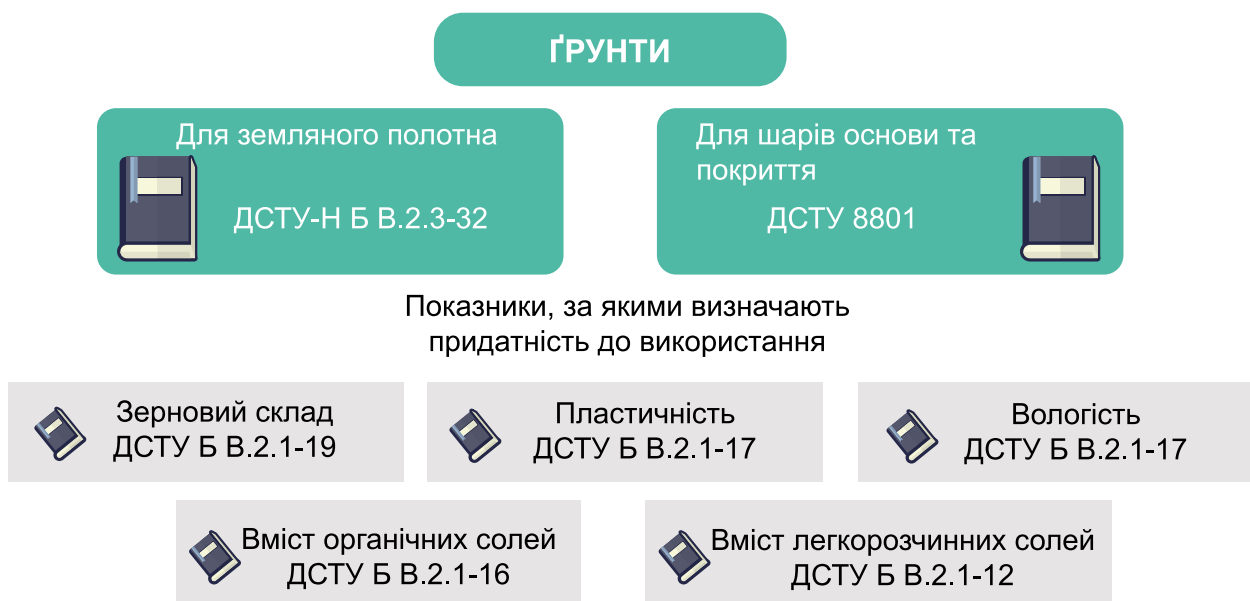 ҐРУНТИ
Для земляного полотна
ДСТУ-Н Б В.2.3-32
Для шарів основи та
покриття
ДСТУ 8801
Показники, за якими визначають
придатність до використання
Зерновий склад
ДСТУ Б В.2.1-19
Пластичність
ДСТУ Б В.2.1-17
Вологість
ДСТУ Б В.2.1-17
Вміст органічних солей
ДСТУ Б В.2.1-16
Вміст легкорозчинних солей
ДСТУ Б В.2.1-12